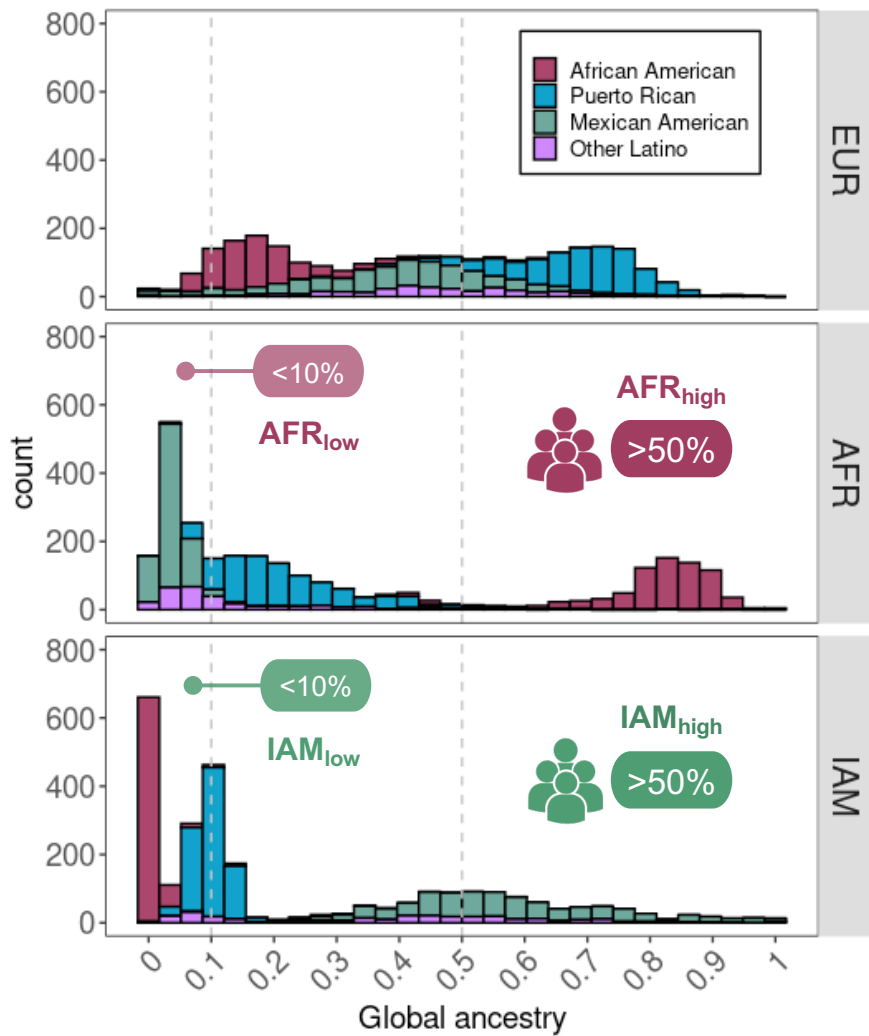 800
600
400
200
0
African American
Puerto Rican
Mexican American
Other Latino
EUR
800
600
400
200
0
<10%
AFRlow
AFRhigh
>50%
AFR
count
800
600
400
200
0
<10%
IAMlow
IAMhigh
>50%
IAM
0
0.1
0.2
0.3
0.4
0.5
0.6
0.7
0.8
0.9
1
Global ancestry